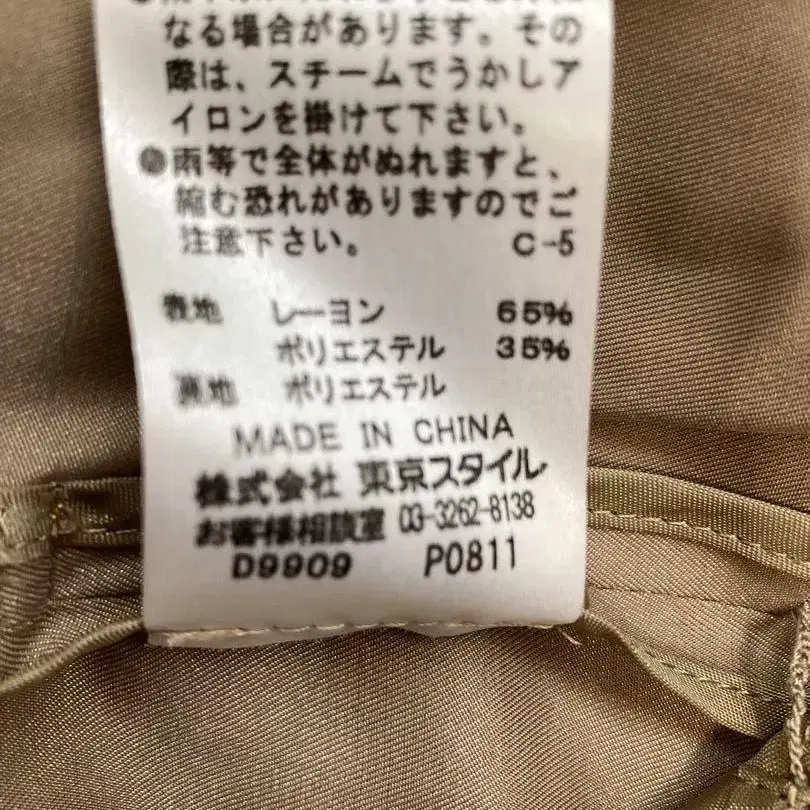 なる場合があります。その
際は、スチームでうかしア
イロンを掛けて下さい。
●雨等で全体がぬれますと、
縮む恐れがありますのでご
注意下さい。 C-5
表地 レーヨン 65%
ポリエステル 35%
裏地 ポリエステル
MADE IN CHINA
株式会社 東京スタイル
お客様相談室 03-3262-8138
D9909 P0811